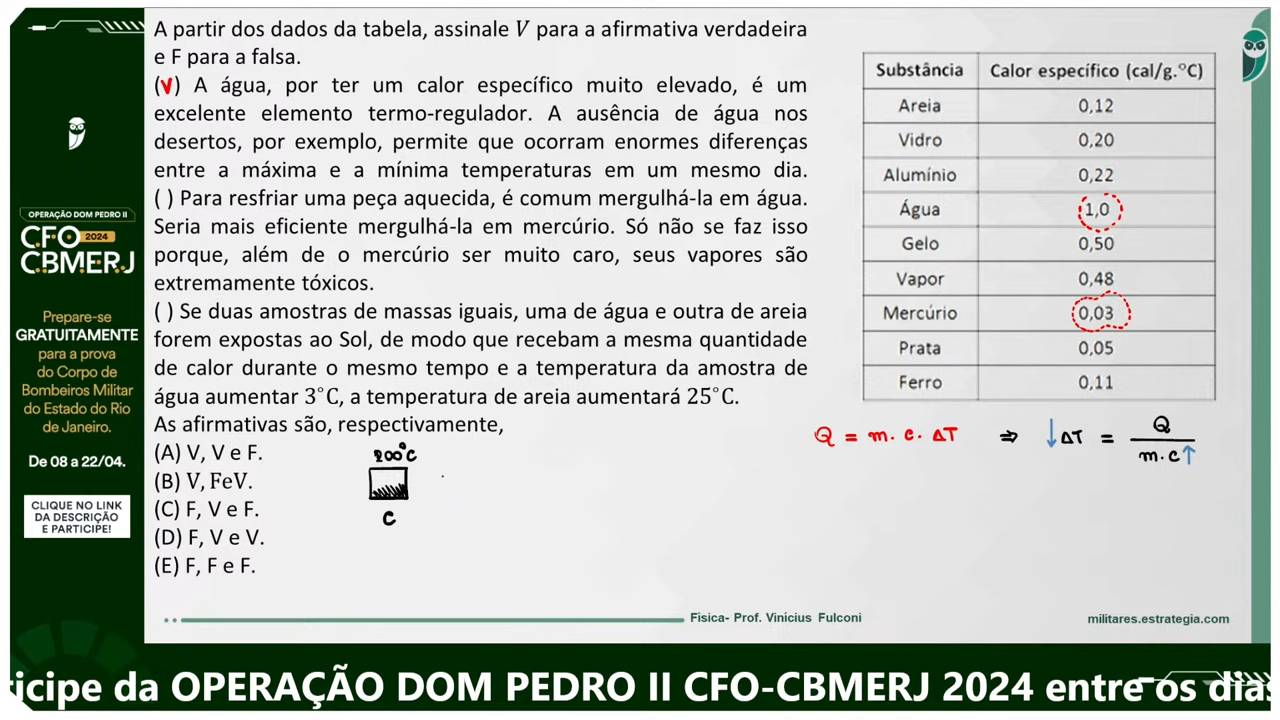 A partir dos dados da tabela, assinale V para a afirmativa verdadeira
e F para a falsa.
(V) A água, por ter um calor específico muito elevado, é um
excelente elemento termo-regulador. A ausência de água nos
desertos, por exemplo, permite que ocorram enormes diferenças
entre a máxima e a mínima temperaturas em um mesmo dia.
( ) Para resfriar uma peça aquecida, é comum mergulhá-la em água.
Seria mais eficiente mergulhá-la em mercúrio. Só não se faz isso
porque, além de o mercúrio ser muito caro, seus vapores são
extremamente tóxicos.
( ) Se duas amostras de massas iguais, uma de água e outra de areia
forem expostas ao Sol, de modo que recebam a mesma quantidade
de calor durante o mesmo tempo e a temperatura da amostra de
água aumentar 3°C, a temperatura de areia aumentará 25°C.
As afirmativas são, respectivamente,
(A) V, V e F.
(B) V, FeV.
(C) F, V e F.
(D) F, V e V.
(E) F, F e F.
200°C
C
Substância Calor específico (cal/g.°C)
Areia 0,12
Vidro 0,20
Alumínio 0,22
Água 1,0
Gelo 0,50
Vapor 0,48
Mercúrio 0,03
Prata 0,05
Ferro 0,11
Q = m. c. ΔT ⇒ ↓ΔT = Q
m.c↑
OPERAÇÃO DOM PEDRO II
CFO 2024
CBMERJ
Prepare-se
GRATUITAMENTE
para a prova
do Corpo de
Bombeiros Militar
do Estado do Rio
de Janeiro.
De 08 a 22/04.
CLIQUE NO LINK
DA DESCRIÇÃO
E PARTICIPE!
Física- Prof. Vinícius Fulconi
militares.estrategia.com
ticipe da OPERAÇÃO DOM PEDRO II CFO-CBMERJ 2024 entre os dias